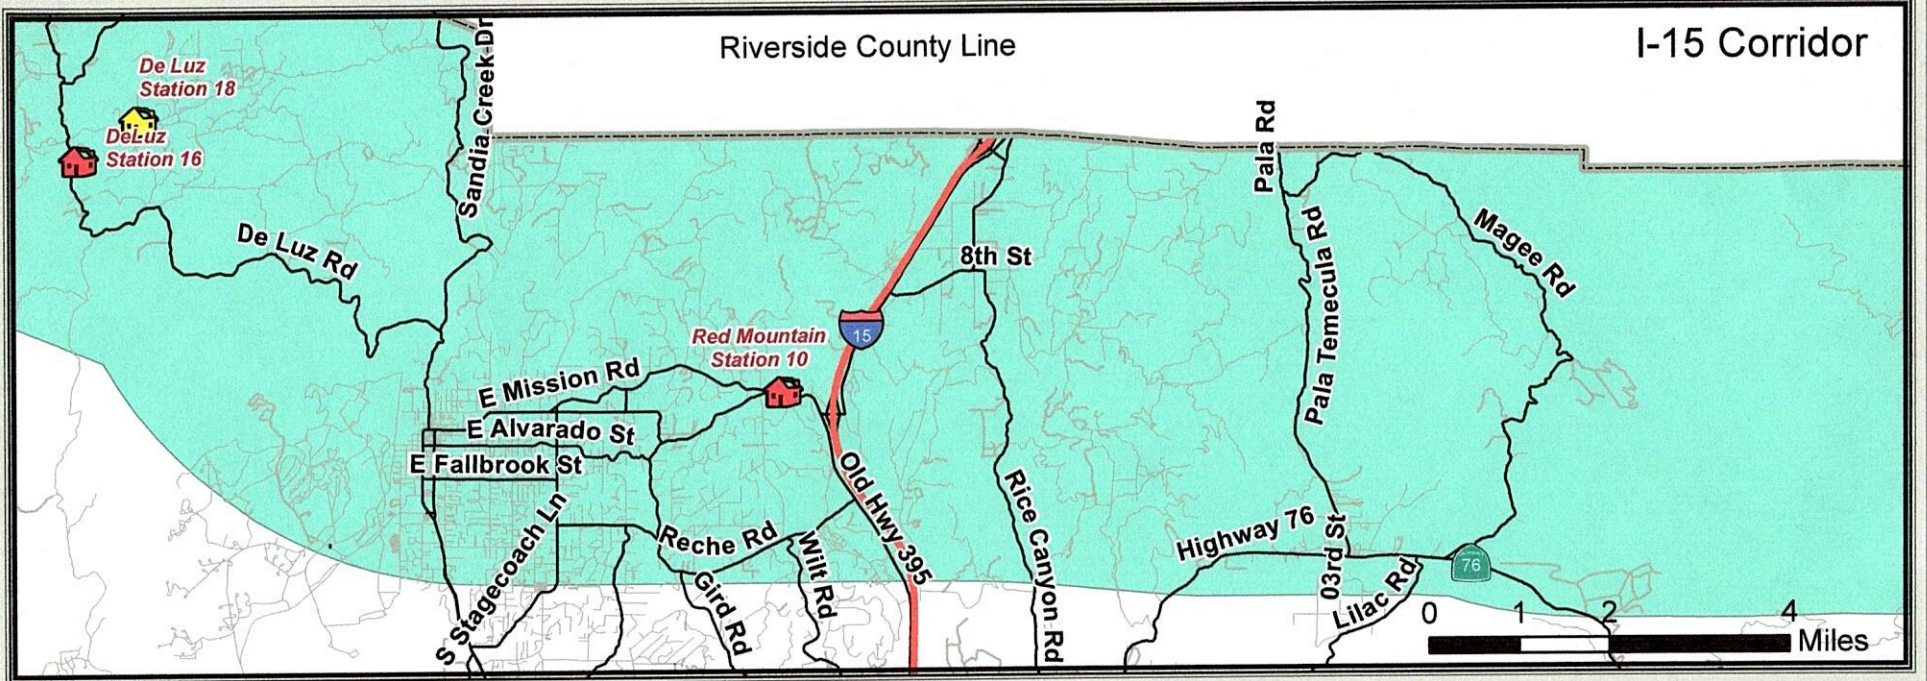 I-15 Corridor
Riverside County Line
De Luz
Station 18
DeLuz
Station 16
Sandia Creek Dr
Pala Rd
De Luz Rd
8th St
Pala Temecula Rd
Magee Rd
15
Red Mountain
Station 10
E Mission Rd
E Alvarado St
E Fallbrook St
Old Hwy 395
Rice Canyon Rd
S Stagecoach Ln
Reche Rd
Wilt Rd
Gird Rd
Highway 76
03rd St
Lilac Rd
76
0 1 2 4
Miles